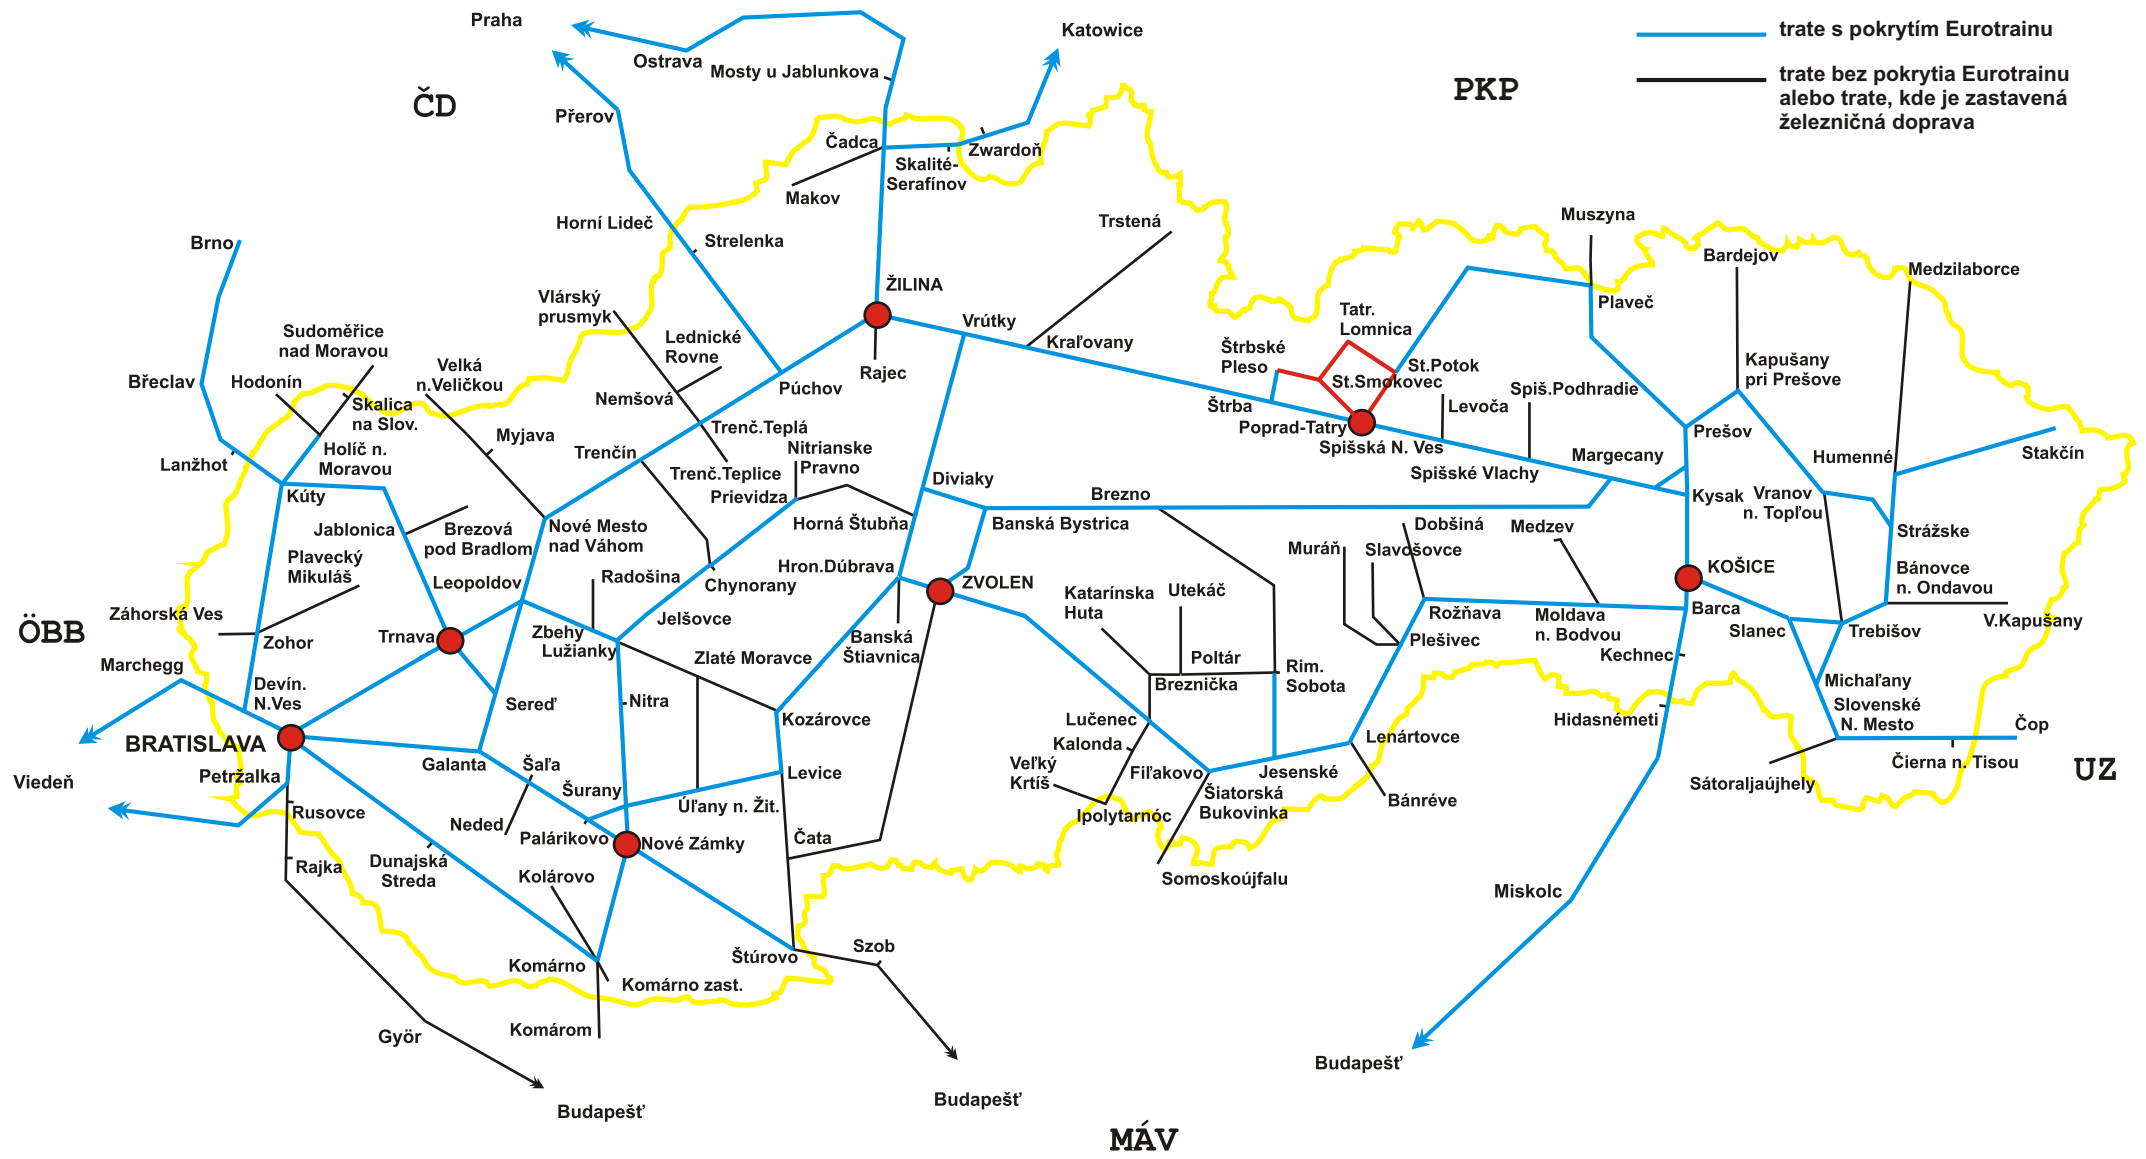 Praha
Katowice
trate s pokrytím Eurotrainu
Ostrava
Mosty u Jablunkova
trate bez pokrytia Eurotrainu
alebo trate, kde je zastavená
železničná doprava
PKP
ČD
Přerov
Čadca
Zwardoň
Skalité-
Serafínov
Makov
Horní Lideč
Strelenka
Trstená
Muszyna
Brno
Bardejov
Medzilaborce
ŽILINA
Vlárský
prusmyk
Plaveč
Tatr.
Lomnica
Sudoměřice
nad Moravou
Lednické
Rovne
Vrútky
Kraľovany
Štrbské
Pleso
St.Potok
Kapušany
pri Prešove
Velká
n.Veličkou
Břeclav
Hodonín
Rajec
Púchov
St.Smokovec
Spiš.Podhradie
Nemšová
Skalica
na Slov.
Štrba
Levoča
Poprad-Tatry
Trenč.Teplá
Myjava
Prešov
Holíč n.
Moravou
Nitrianske
Pravno
Spišská N. Ves
Trenčín
Margecany
Humenné
Stakčín
Lanžhot
Trenč.Teplice
Spišské Vlachy
Diviaky
Kúty
Prievidza
Brezno
Kysak
Vranov
n. Topľou
Jablonica
Brezová
pod Bradlom
Nové Mesto
nad Váhom
Horná Štubňa
Banská Bystrica
Dobšiná
Medzev
Strážske
Plavecký
Mikuláš
Muráň
Slavošovce
Leopoldov
Radošina
Chynorany
Hron.Dúbrava
ZVOLEN
KOŠICE
Bánovce
n. Ondavou
Katarínska
Huta
Utekáč
Záhorská Ves
ÖBB
Trnava
Zbehy
Lužianky
Jelšovce
Banská
Štiavnica
Rožňava
Moldava
n. Bodvou
Barca
Slanec
Trebišov
V.Kapušany
Zohor
Plešivec
Kechnec
Marchegg
Zlaté Moravce
Poltár
Breznička
Rim.
Sobota
Michaľany
Devín.
N.Ves
Sereď
Nitra
Kozárovce
Lučenec
Hidasnémeti
Slovenské
N. Mesto
Čop
BRATISLAVA
Kalonda
Lenártovce
Petržalka
Galanta
Šaľa
Levice
Veľký
Krtíš
Fiľakovo
Jesenské
Čierna n. Tisou
UZ
Viedeň
Šurany
Úľany n. Žit.
Šiatorská
Bukovinka
Sátoraljaújhely
Rusovce
Neded
Ipolytarnóc
Bánréve
Palárikovo
Nové Zámky
Čata
Rajka
Dunajská
Streda
Kolárovo
Somoskoújfalu
Miskolc
Komárno
Štúrovo
Szob
Komárno zast.
Györ
Komárom
Budapešť
Budapešť
Budapešť
MÁV